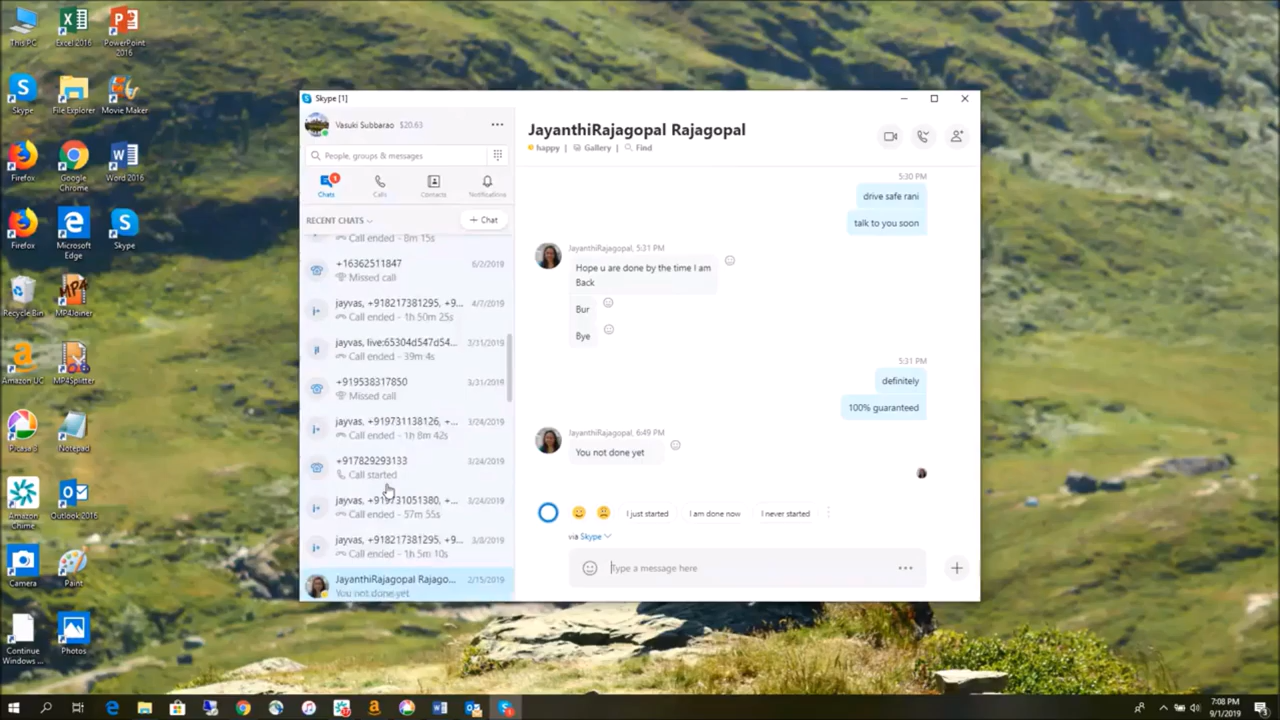 This PC
Excel 2016
PowerPoint
2016
Skype
File Explorer
Movie Maker
Firefox
Google
Chrome
Word 2016
Firefox
Microsoft
Edge
Skype
Recycle Bin
MP4Joiner
Amazon UC
MP4Splitter
Picasa 3
Notepad
Amazon
Chime
Outlook 2016
Camera
Paint
Continue
Windows ...
Photos
Skype [1]
Vasuki Subbarao $20.63
People, groups & messages
1
Chats
Calls
Contacts
Notifications
RECENT CHATS
+ Chat
Call ended - 8m 15s
+16362511847 6/2/2019
Missed call
jayvas, +918217381295, +9... 4/7/2019
Call ended - 1h 50m 25s
jayvas, live:65304d547d54... 3/31/2019
Call ended - 39m 4s
+919538317850 3/31/2019
Missed call
jayvas, +919731138126, +... 3/24/2019
Call ended - 1h 8m 42s
+917829293133 3/24/2019
Call started
jayvas, +919731051380, +... 3/24/2019
Call ended - 57m 55s
jayvas, +918217381295, +9... 3/8/2019
Call ended - 1h 5m 10s
JayanthiRajagopal Rajago... 2/15/2019
You not done yet
JayanthiRajagopal Rajagopal
happy | Gallery | Find
5:30 PM
drive safe rani
talk to you soon
JayanthiRajagopal, 5:31 PM
Hope u are done by the time I am
Back
Bur
Bye
5:31 PM
definitely
100% guaranteed
JayanthiRajagopal, 6:49 PM
You not done yet
I just started
I am done now
I never started
via Skype
Type a message here
7:08 PM
9/1/2019